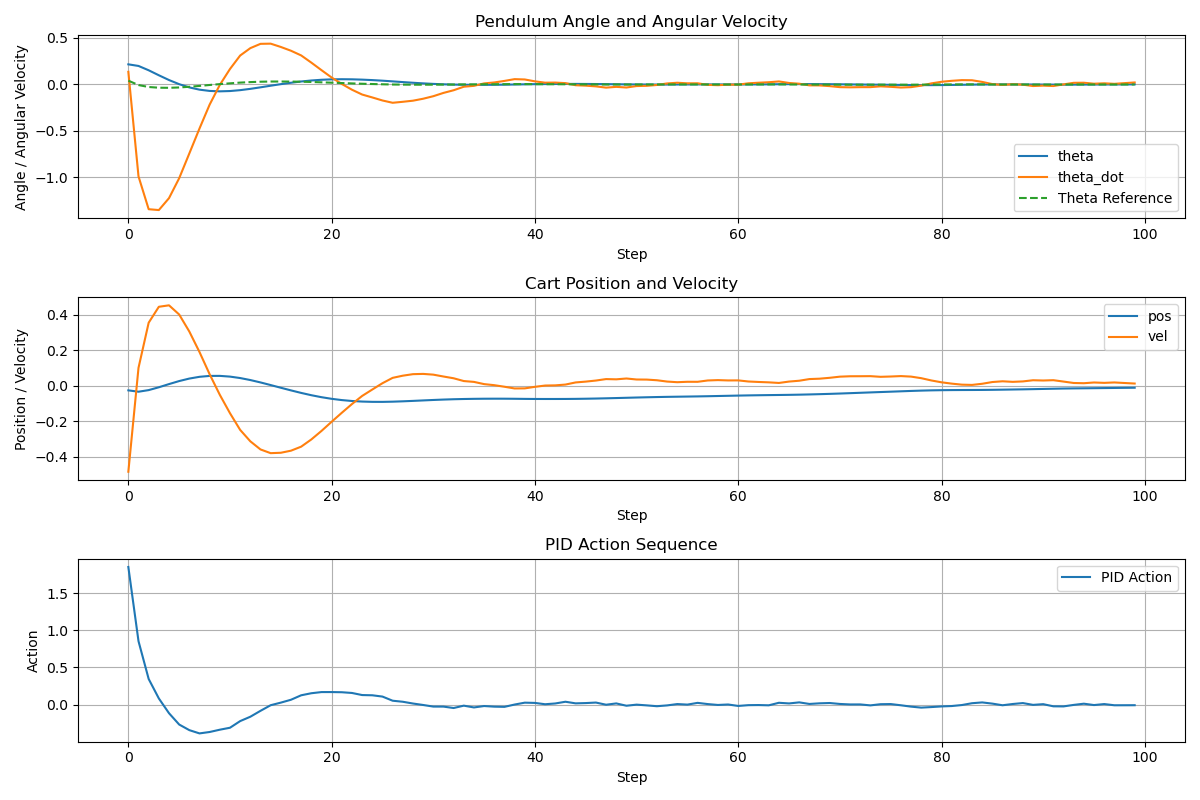 Pendulum Angle and Angular Velocity
Angle / Angular Velocity
0.5
0.0
−0.5
−1.0
theta
theta_dot
Theta Reference
0 20 40 60 80 100
Step
Cart Position and Velocity
Position / Velocity
0.4
0.2
0.0
−0.2
−0.4
pos
vel
0 20 40 60 80 100
Step
PID Action Sequence
Action
1.5
1.0
0.5
0.0
PID Action
0 20 40 60 80 100
Step